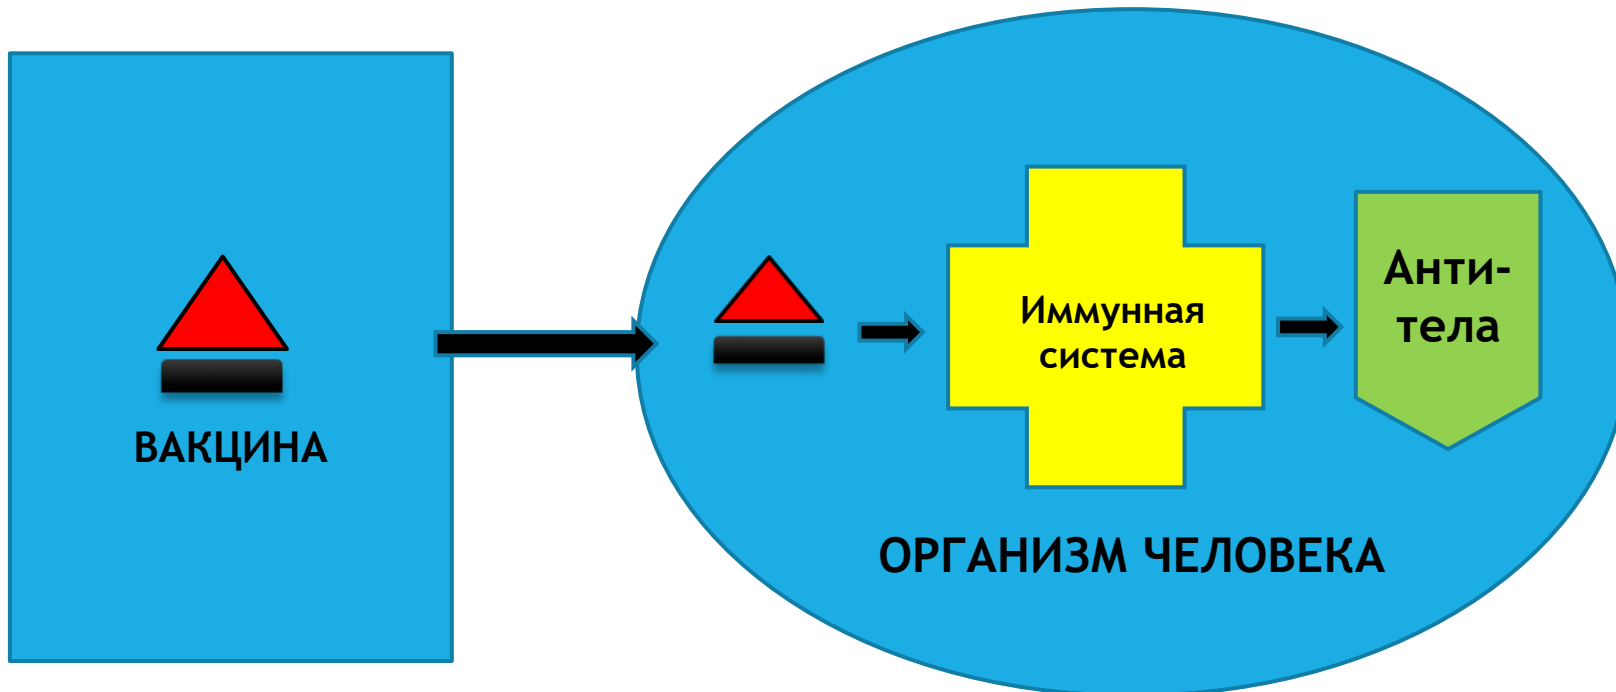 ВАКЦИНА
Иммунная
система
Анти-
тела
ОРГАНИЗМ ЧЕЛОВЕКА